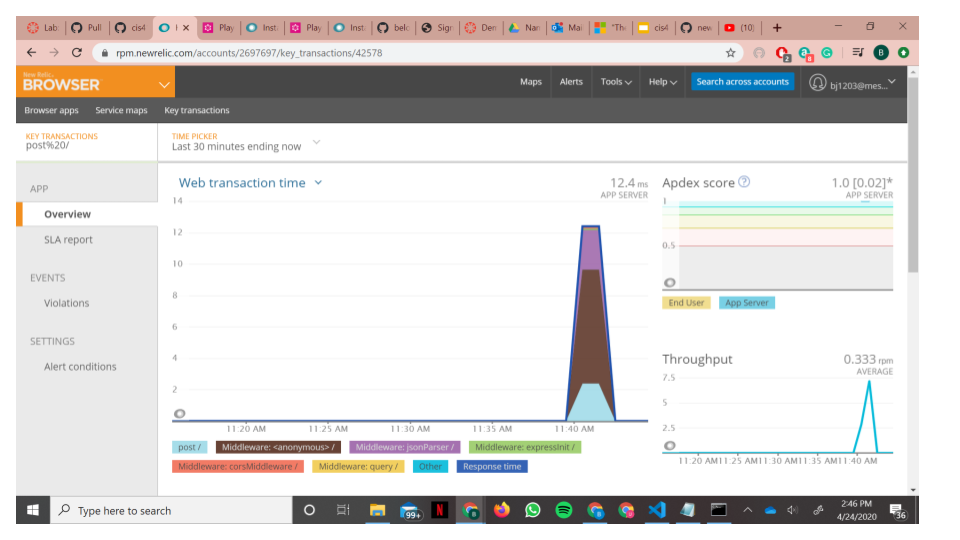 Lab
Pull
cis4
Play
Inst
Play
Inst
belc
Sign
Den
Nar
Mai
"Th
cis4
new
(10)
rpm.newrelic.com/accounts/2697697/key_transactions/42578
New Relic
BROWSER
Maps
Alerts
Tools
Help
Search across accounts
bj1203@mes...
Browser apps
Service maps
Key transactions
KEY TRANSACTIONS
post%20/
TIME PICKER
Last 30 minutes ending now
APP
Overview
SLA report
EVENTS
Violations
SETTINGS
Alert conditions
Web transaction time
12.4 ms
APP SERVER
14
12
10
8
6
4
2
11:20 AM
11:25 AM
11:30 AM
11:35 AM
11:40 AM
post /
Middleware: <anonymous> /
Middleware: jsonParser /
Middleware: expressInit /
Middleware: corsMiddleware /
Middleware: query /
Other
Response time
Apdex score
1.0 [0.02]*
APP SERVER
1
0.5
End User
App Server
Throughput
0.333 rpm
AVERAGE
7.5
5
2.5
11:20 AM
11:25 AM
11:30 AM
11:35 AM
11:40 AM
Type here to search
99+
2:46 PM
4/24/2020
36